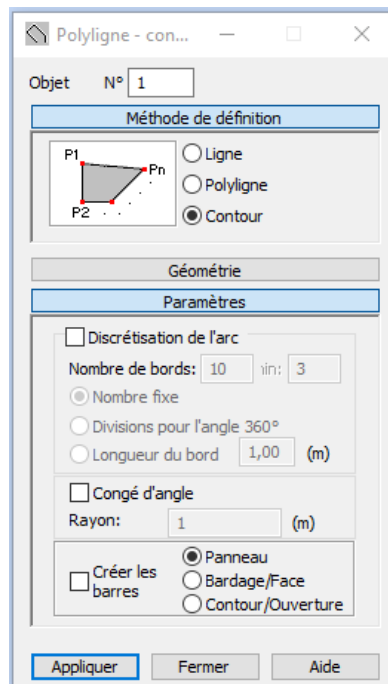 Polyligne - con...
Objet N° 1
Méthode de définition
P1
Pn
P2 . . .
Ligne
Polyligne
Contour
Géométrie
Paramètres
Discrétisation de l'arc
Nombre de bords: 10 nin: 3
Nombre fixe
Divisions pour l'angle 360°
Longueur du bord 1,00 (m)
Congé d'angle
Rayon: 1 (m)
Créer les barres
Panneau
Bardage/Face
Contour/Ouverture
Appliquer Fermer Aide